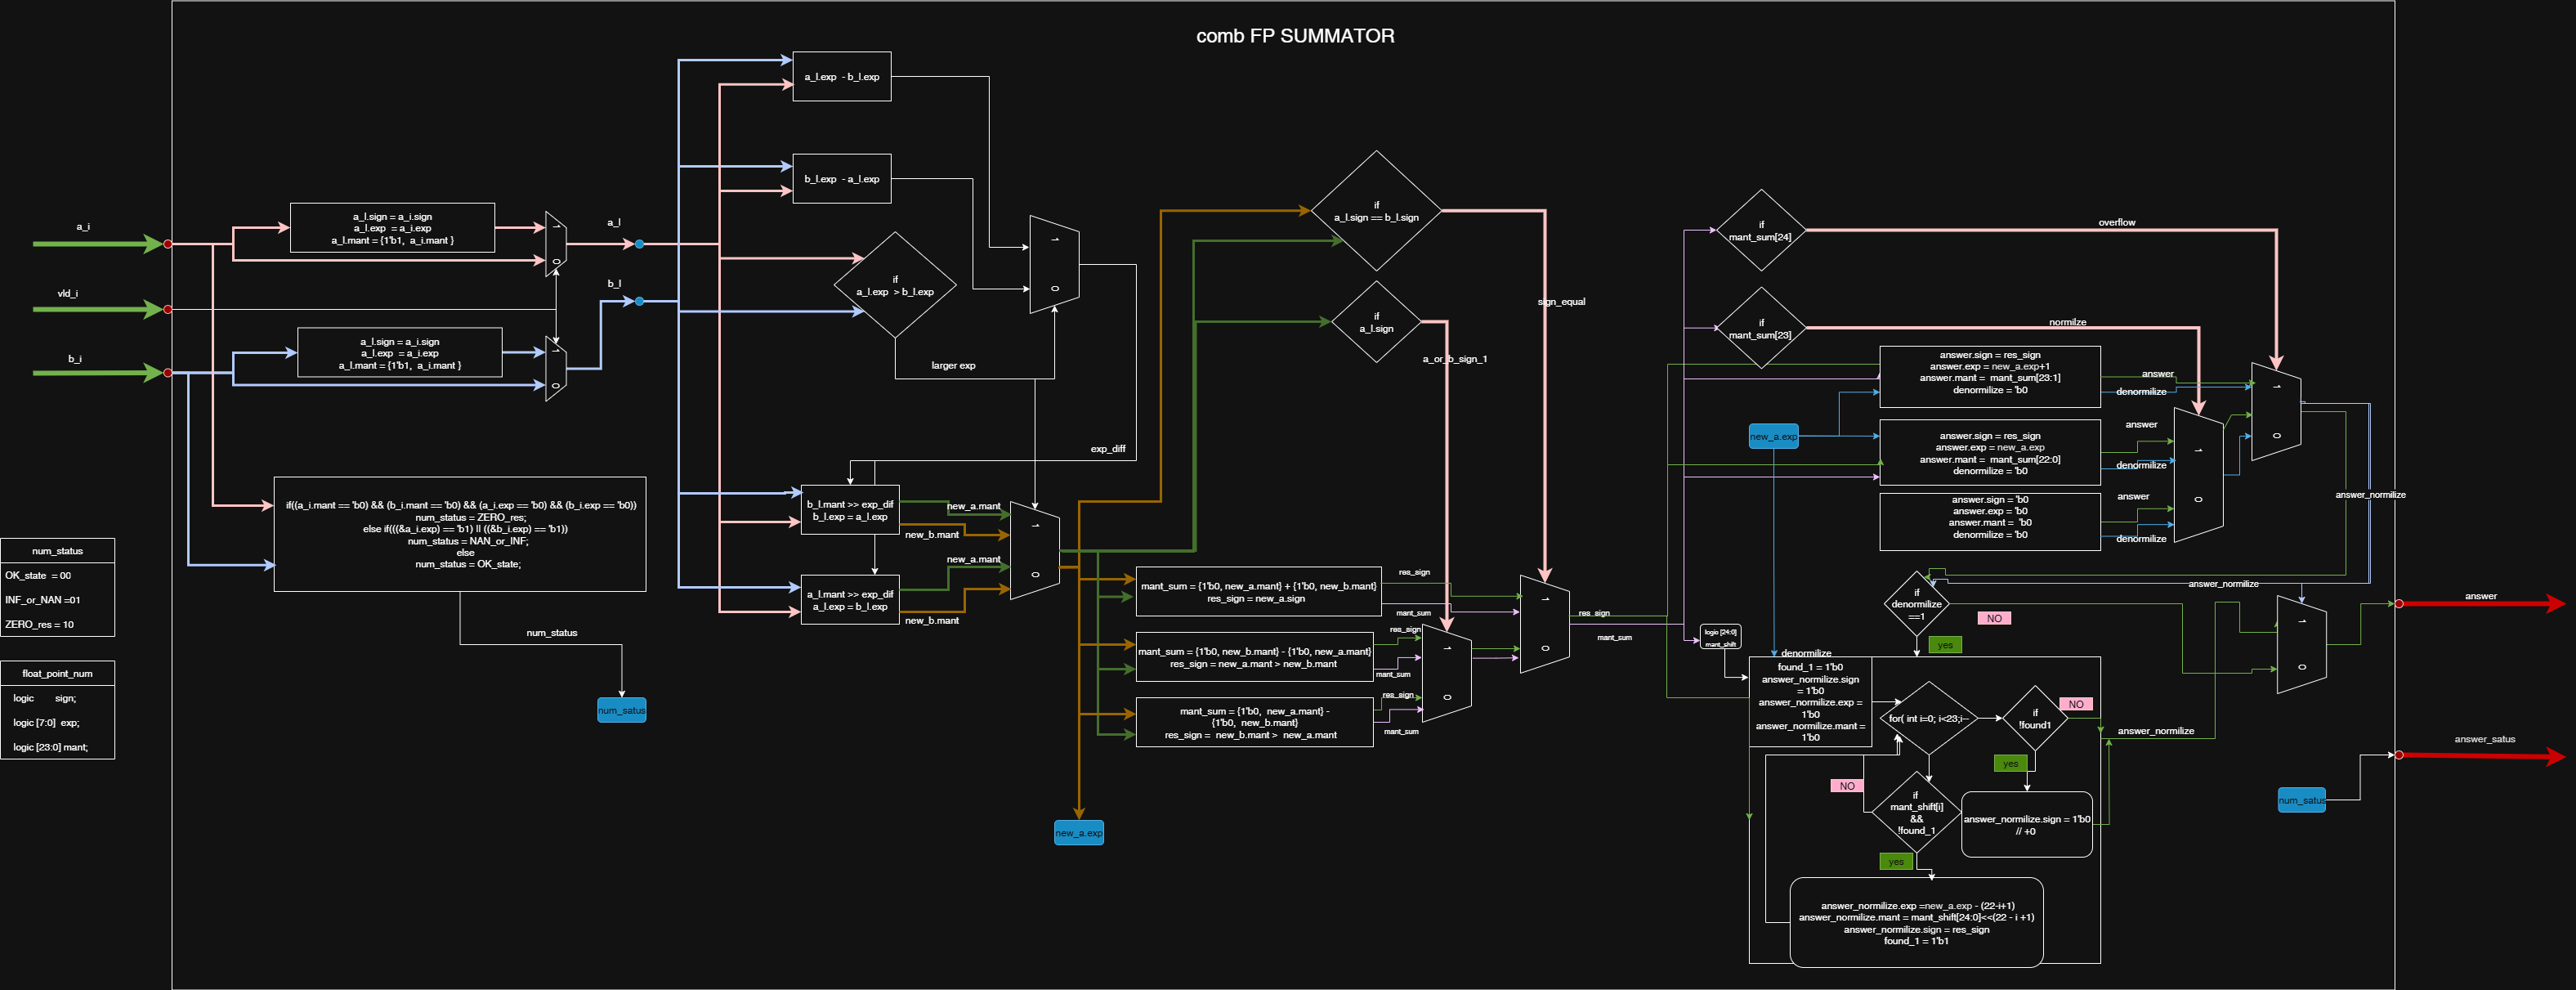 comb FP SUMMATOR
a_i
vld_i
b_i
a_l.sign = a_i.sign
a_l.exp = a_i.exp
a_l.mant = {1'b1, a_i.mant }
1
0
a_l.sign = a_i.sign
a_l.exp = a_i.exp
a_l.mant = {1'b1, a_i.mant }
1
0
a_l
b_l
if((a_i.mant == 'b0) && (b_i.mant == 'b0) && (a_i.exp == 'b0) && (b_i.exp == 'b0))
num_status = ZERO_res;
else if(((&a_i.exp) == 'b1) || ((&b_i.exp) == 'b1))
num_status = NAN_or_INF;
else
num_status = OK_state;
num_status
num_satus
num_status
OK_state = 00
INF_or_NAN =01
ZERO_res = 10
float_point_num
logic sign;
logic [7:0] exp;
logic [23:0] mant;
a_l.exp - b_l.exp
b_l.exp - a_l.exp
if
a_l.exp > b_l.exp
larger exp
1
0
exp_diff
b_l.mant >> exp_dif
b_l.exp = a_l.exp
a_l.mant >> exp_dif
a_l.exp = b_l.exp
new_a.mant
new_b.mant
new_a.mant
new_b.mant
1
0
new_a.exp
if
a_l.sign == b_l.sign
if
a_l.sign
sign_equal
a_or_b_sign_1
mant_sum = {1'b0, new_a.mant} + {1'b0, new_b.mant}
res_sign = new_a.sign
mant_sum = {1'b0, new_b.mant} - {1'b0, new_a.mant}
res_sign = new_a.mant > new_b.mant
mant_sum = {1'b0, new_a.mant} -
{1'b0, new_b.mant}
res_sign = new_b.mant > new_a.mant
res_sign
mant_sum
res_sign
mant_sum
res_sign
mant_sum
1
0
1
0
res_sign
mant_sum
if
mant_sum[24]
overflow
if
mant_sum[23]
normilze
answer.sign = res_sign
answer.exp = new_a.exp+1
answer.mant = mant_sum[23:1]
denormilize = 'b0
new_a.exp
answer.sign = res_sign
answer.exp = new_a.exp
answer.mant = mant_sum[22:0]
denormilize = 'b0
answer.sign = 'b0
answer.exp = 'b0
answer.mant = 'b0
denormilize = 'b0
answer
denormilize
answer
denormilize
answer
denormilize
1
0
1
0
answer_normilize
if
denormilize
==1
NO
yes
answer_normilize
1
0
logic [24:0]
mant_shift
denormilize
found_1 = 1'b0
answer_normilize.sign
= 1'b0
answer_normilize.exp =
1'b0
answer_normilize.mant =
1'b0
for( int i=0; i<23;i--
if
!found1
NO
yes
answer_normilize
if
mant_shift[i]
&&
!found_1
NO
yes
answer_normilize.sign = 1'b0
// +0
answer_normilize.exp =new_a.exp - (22-i+1)
answer_normilize.mant = mant_shift[24:0]<<(22 - i +1)
answer_normilize.sign = res_sign
found_1 = 1'b1
num_satus
answer
answer_satus